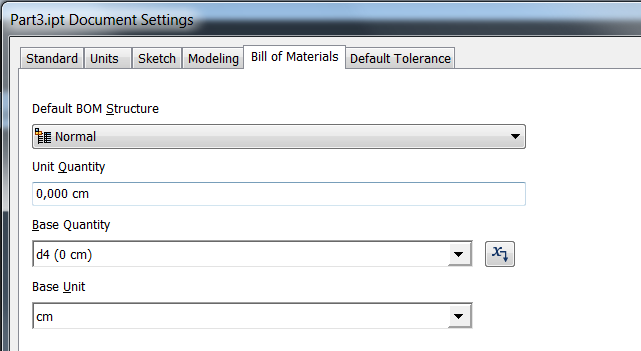 Part3.ipt Document Settings
Standard Units Sketch Modeling Bill of Materials Default Tolerance
Default BOM Structure
Normal
Unit Quantity
0,000 cm
Base Quantity
d4 (0 cm)
Base Unit
cm